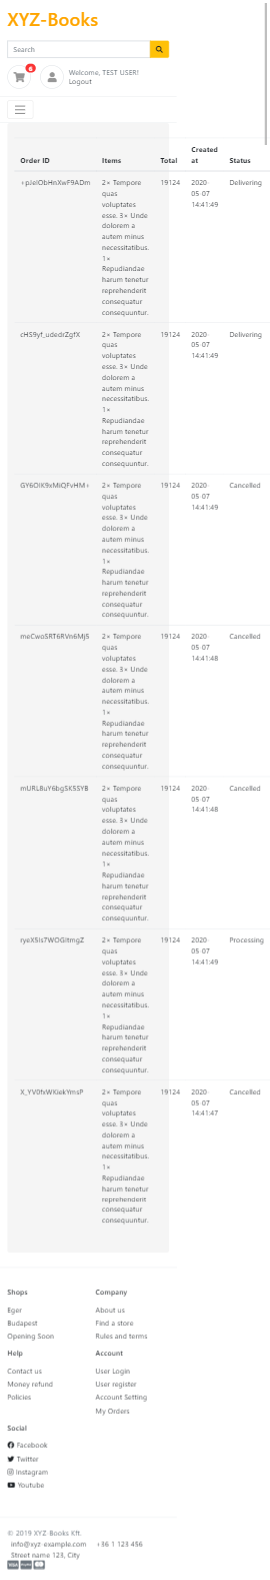 XYZ-Books
Search
6
Welcome, TEST USER!
Logout
Order ID Items Total Created at Status
2× Tempore quas voluptates esse. 3× Unde dolorem a autem minus necessitatibus. 1× Repudiandae harum tenetur reprehenderit consequatur consequuntur. 19124 2020-05-07 14:41:49 Delivering
2× Tempore quas voluptates esse. 3× Unde dolorem a autem minus necessitatibus. 1× Repudiandae harum tenetur reprehenderit consequatur consequuntur. 19124 2020-05-07 14:41:49 Delivering
2× Tempore quas voluptates esse. 3× Unde dolorem a autem minus necessitatibus. 1× Repudiandae harum tenetur reprehenderit consequatur consequuntur. 19124 2020-05-07 14:41:49 Cancelled
2× Tempore quas voluptates esse. 3× Unde dolorem a autem minus necessitatibus. 1× Repudiandae harum tenetur reprehenderit consequatur consequuntur. 19124 2020-05-07 14:41:48 Cancelled
2× Tempore quas voluptates esse. 3× Unde dolorem a autem minus necessitatibus. 1× Repudiandae harum tenetur reprehenderit consequatur consequuntur. 19124 2020-05-07 14:41:48 Cancelled
2× Tempore quas voluptates esse. 3× Unde dolorem a autem minus necessitatibus. 1× Repudiandae harum tenetur reprehenderit consequatur consequuntur. 19124 2020-05-07 14:41:49 Processing
2× Tempore quas voluptates esse. 3× Unde dolorem a autem minus necessitatibus. 1× Repudiandae harum tenetur reprehenderit consequatur consequuntur. 19124 2020-05-07 14:41:47 Cancelled
Shops
Eger
Budapest
Opening Soon
Company
About us
Find a store
Rules and terms
Help
Contact us
Money refund
Policies
Account
User Login
User register
Account Setting
My Orders
Social
Facebook
Twitter
Instagram
Youtube
© 2019 XYZ-Books Kft.
info@xyz-example.com +36 1 123 456
Street name 123, City
VISA